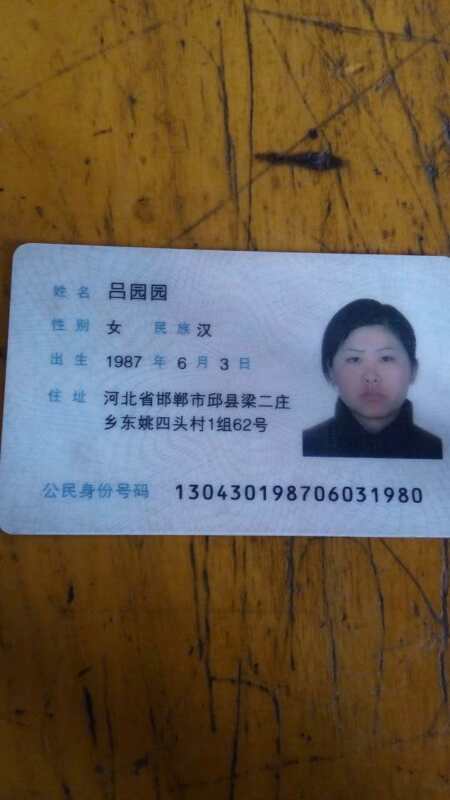 姓名 吕园园
性别 女 民族 汉
出生 1987 年 6 月 3 日
住址 河北省邯郸市邱县梁二庄
乡东姚四头村1组62号
公民身份号码 130430198706031980